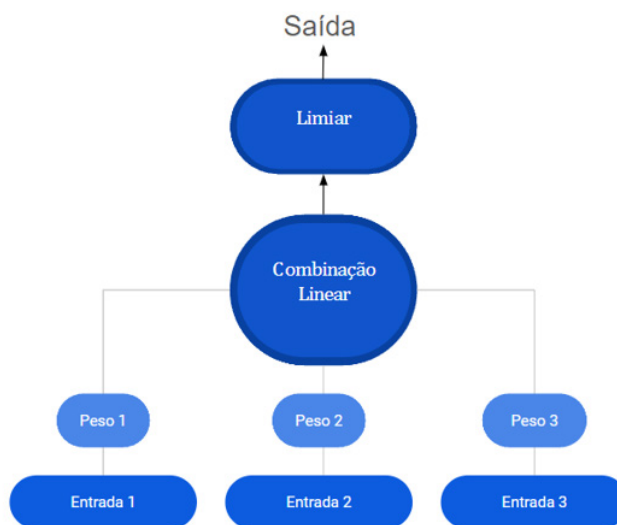 Saída
Limiar
Combinação
Linear
Peso 1
Peso 2
Peso 3
Entrada 1
Entrada 2
Entrada 3